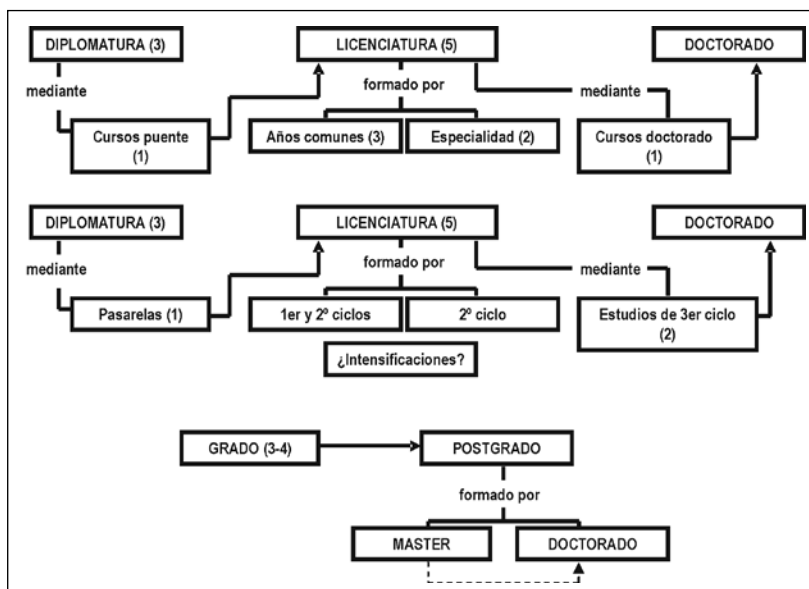 DIPLOMATURA (3)
LICENCIATURA (5)
DOCTORADO
mediante
formado por
mediante
Cursos puente
(1)
Años comunes (3)
Especialidad (2)
Cursos doctorado
(1)
DIPLOMATURA (3)
LICENCIATURA (5)
DOCTORADO
mediante
formado por
mediante
Pasarelas (1)
1er y 2º ciclos
2º ciclo
Estudios de 3er ciclo
(2)
¿Intensificaciones?
GRADO (3-4)
POSTGRADO
formado por
MASTER
DOCTORADO